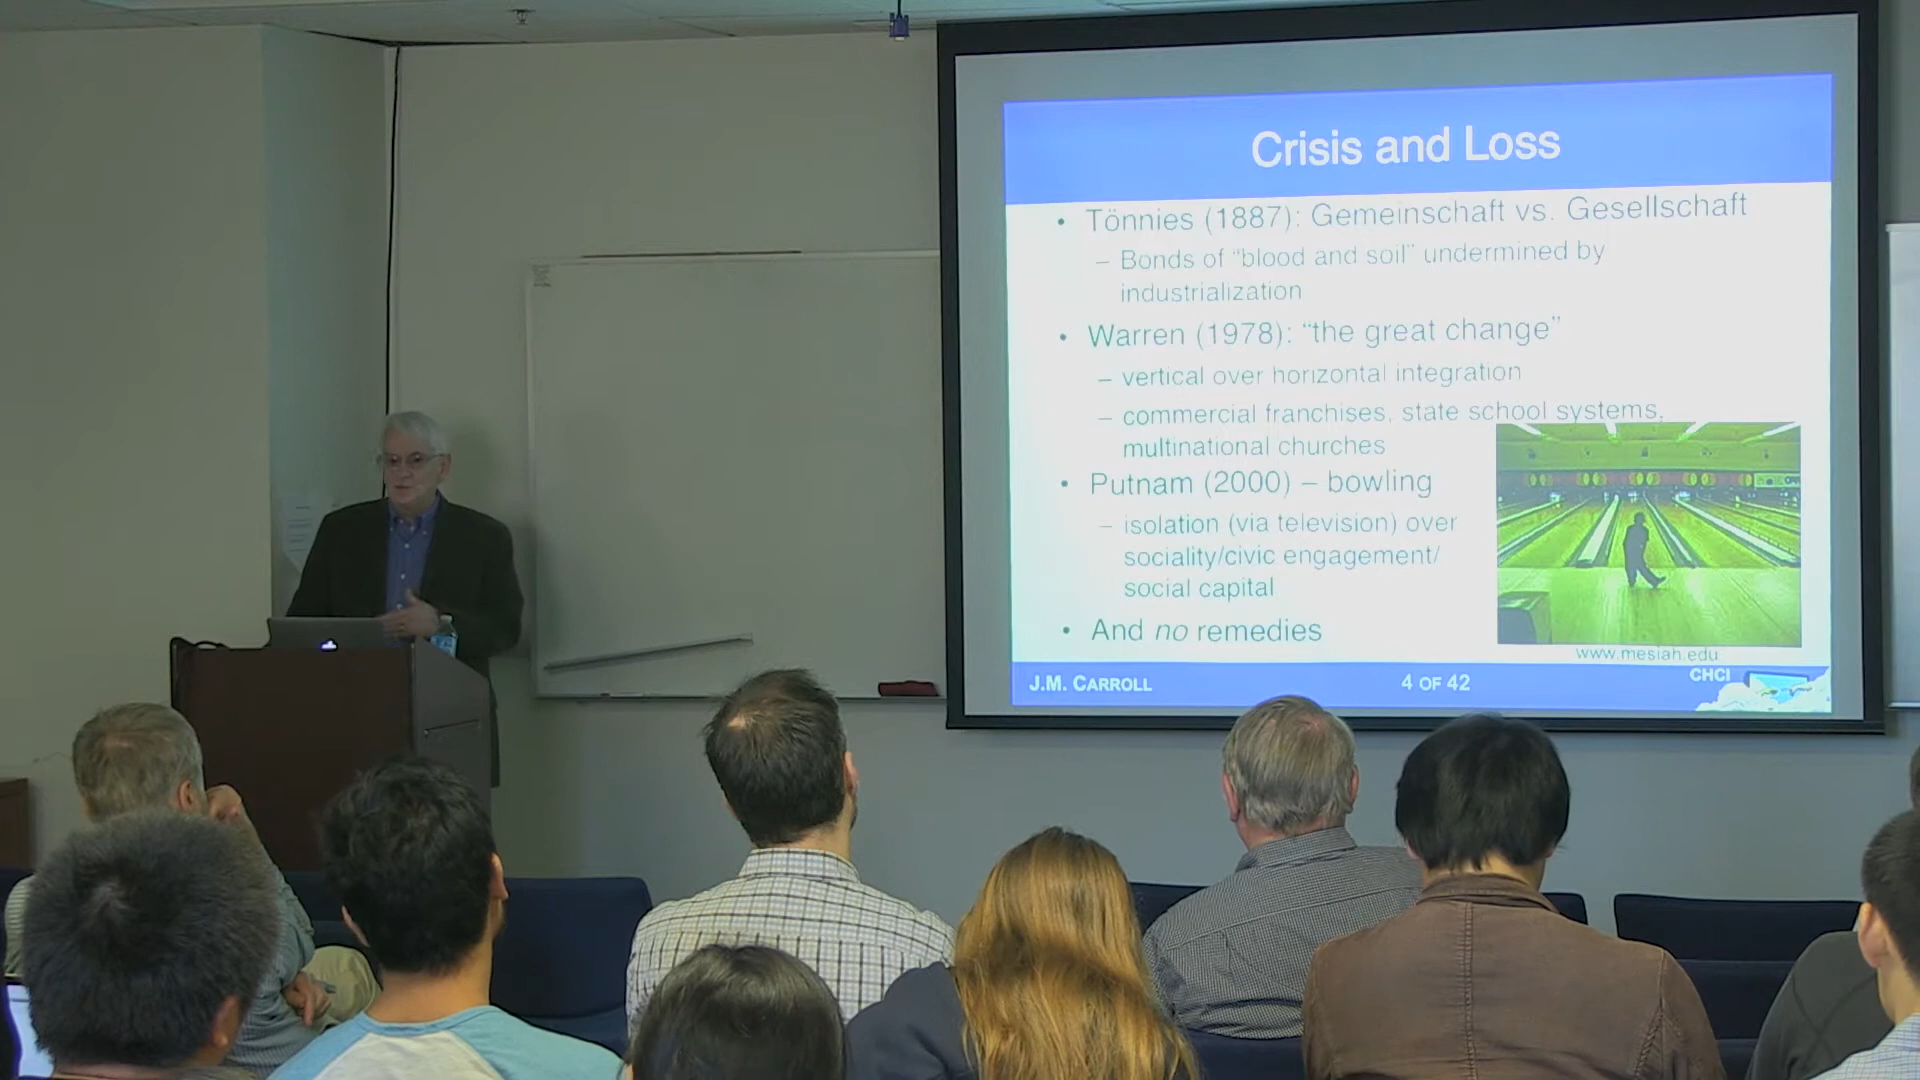 Crisis and Loss
• Tönnies (1887): Gemeinschaft vs. Gesellschaft
– Bonds of “blood and soil” undermined by
industrialization
• Warren (1978): “the great change”
– vertical over horizontal integration
– commercial franchises, state school systems,
multinational churches
• Putnam (2000) – bowling
– isolation (via television) over
sociality/civic engagement/
social capital
• And no remedies
www.mesiah.edu
J.M. CARROLL
4 OF 42
CHCI